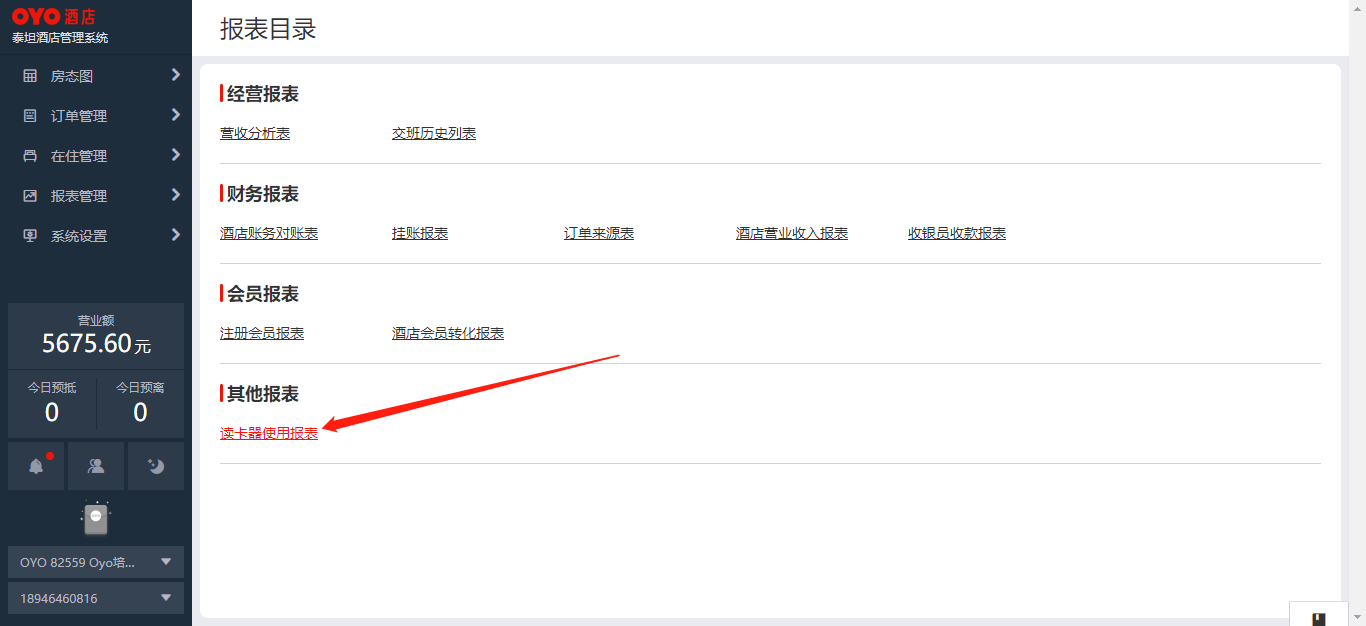 OYO 酒店
泰坦酒店管理系统
房态图
订单管理
在住管理
报表管理
系统设置
营业额
5675.60元
今日预抵 今日预离
0 0
OYO 82559 Oyo培...
18946460816
报表目录
经营报表
营收分析表 交班历史列表
财务报表
酒店账务对账表 挂账报表 订单来源表 酒店营业收入报表 收银员收款报表
会员报表
注册会员报表 酒店会员转化报表
其他报表
读卡器使用报表